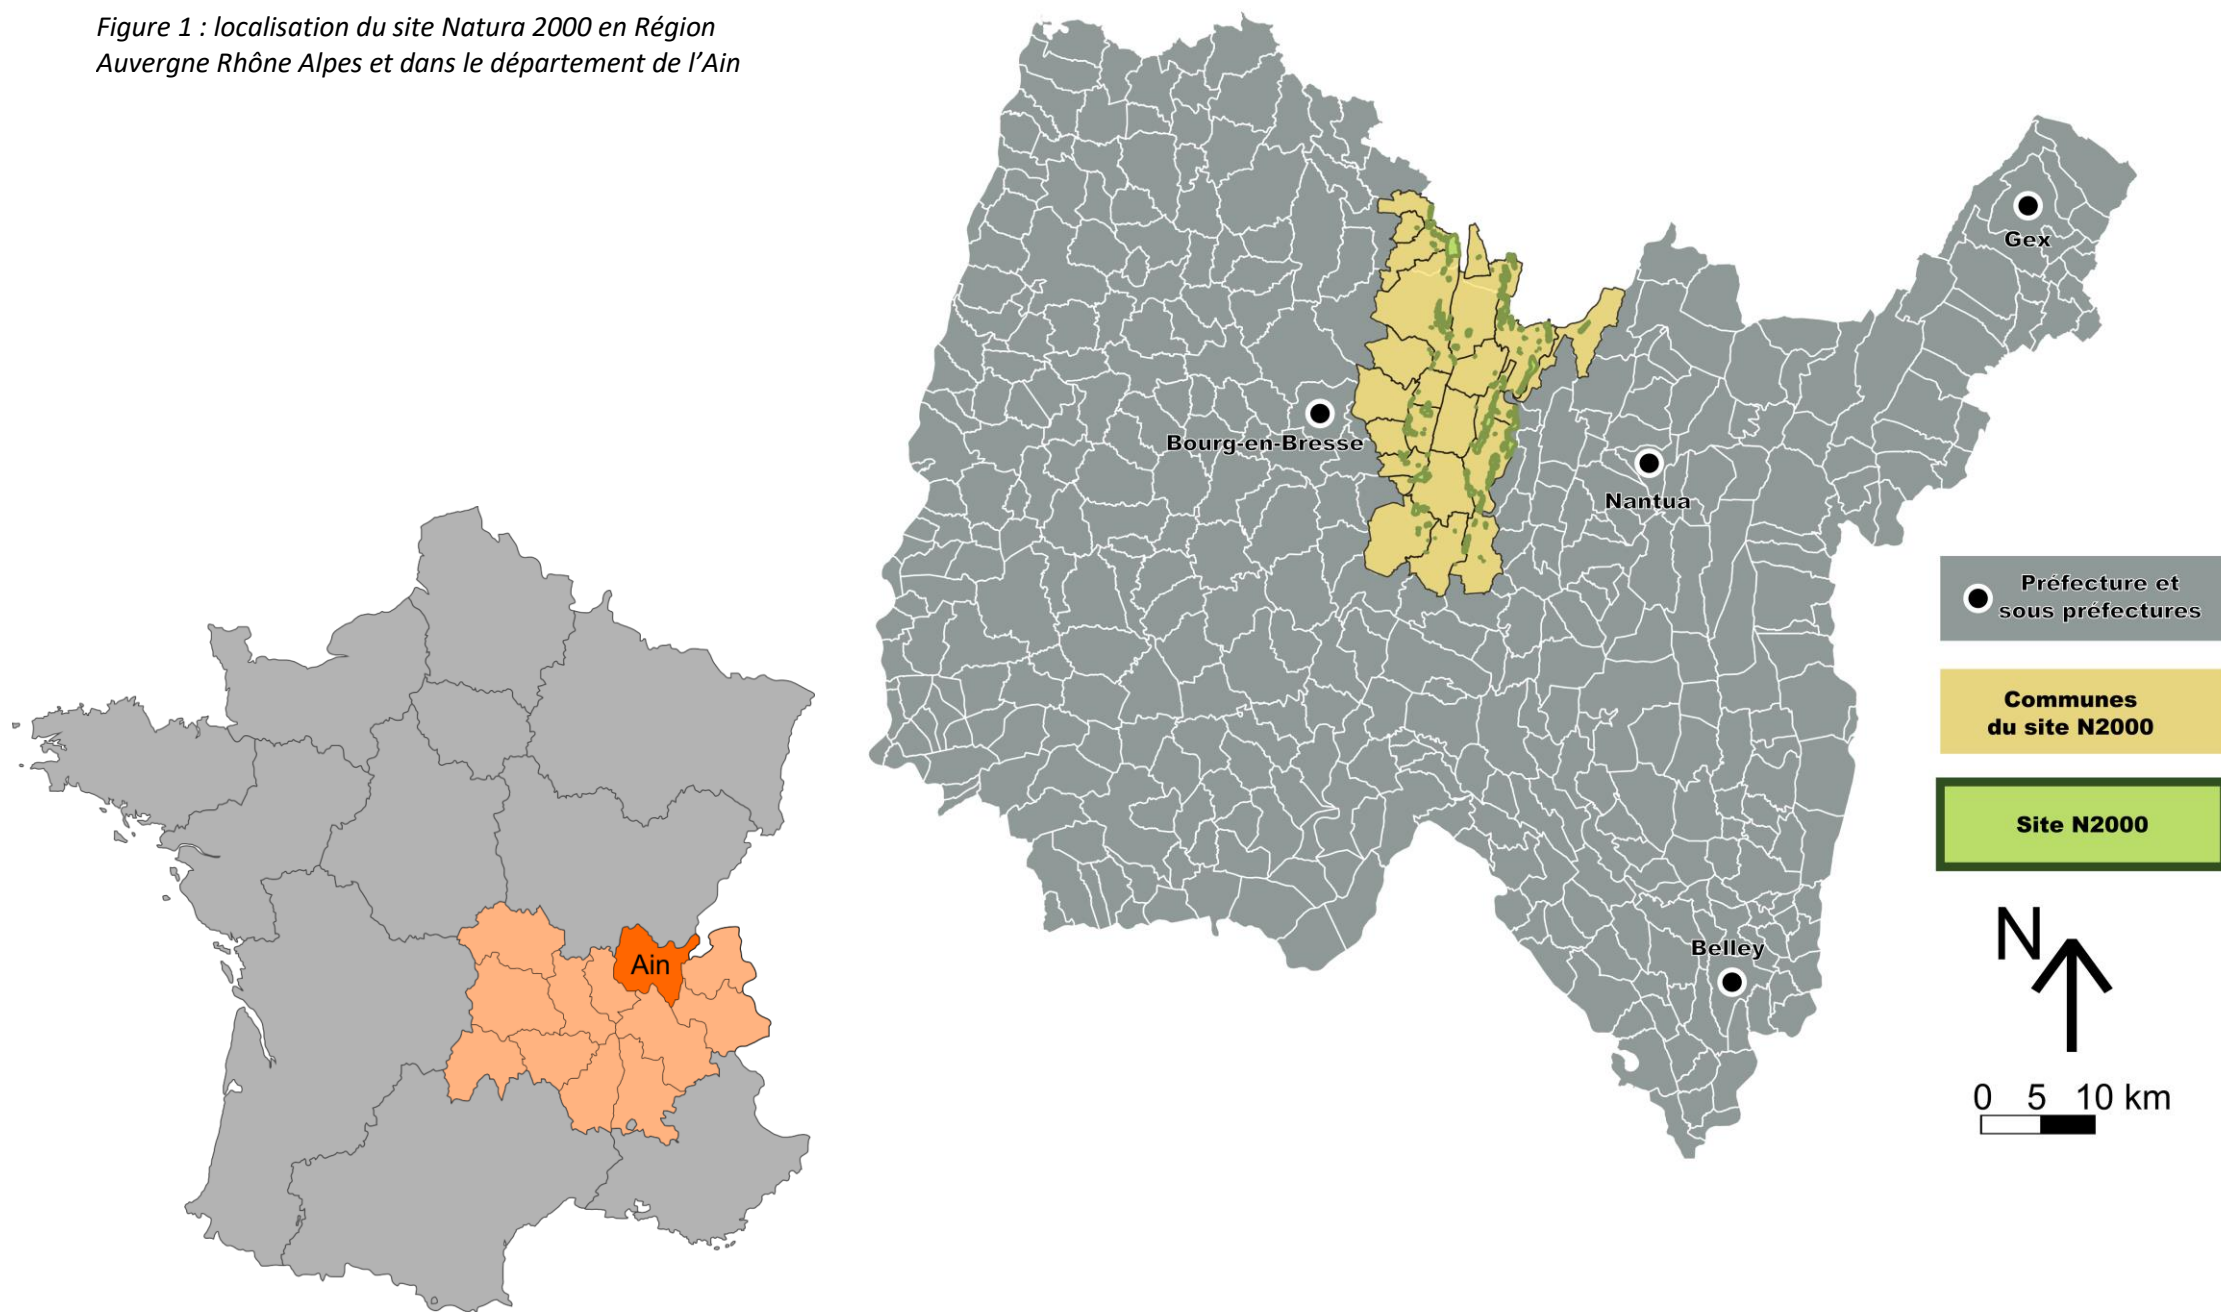 Figure 1 : localisation du site Natura 2000 en Région
Auvergne Rhône Alpes et dans le département de l’Ain
Gex
Bourg-en-Bresse
Nantua
Belley
Ain
Préfecture et
sous préfectures
Communes
du site N2000
Site N2000
N
0 5 10 km